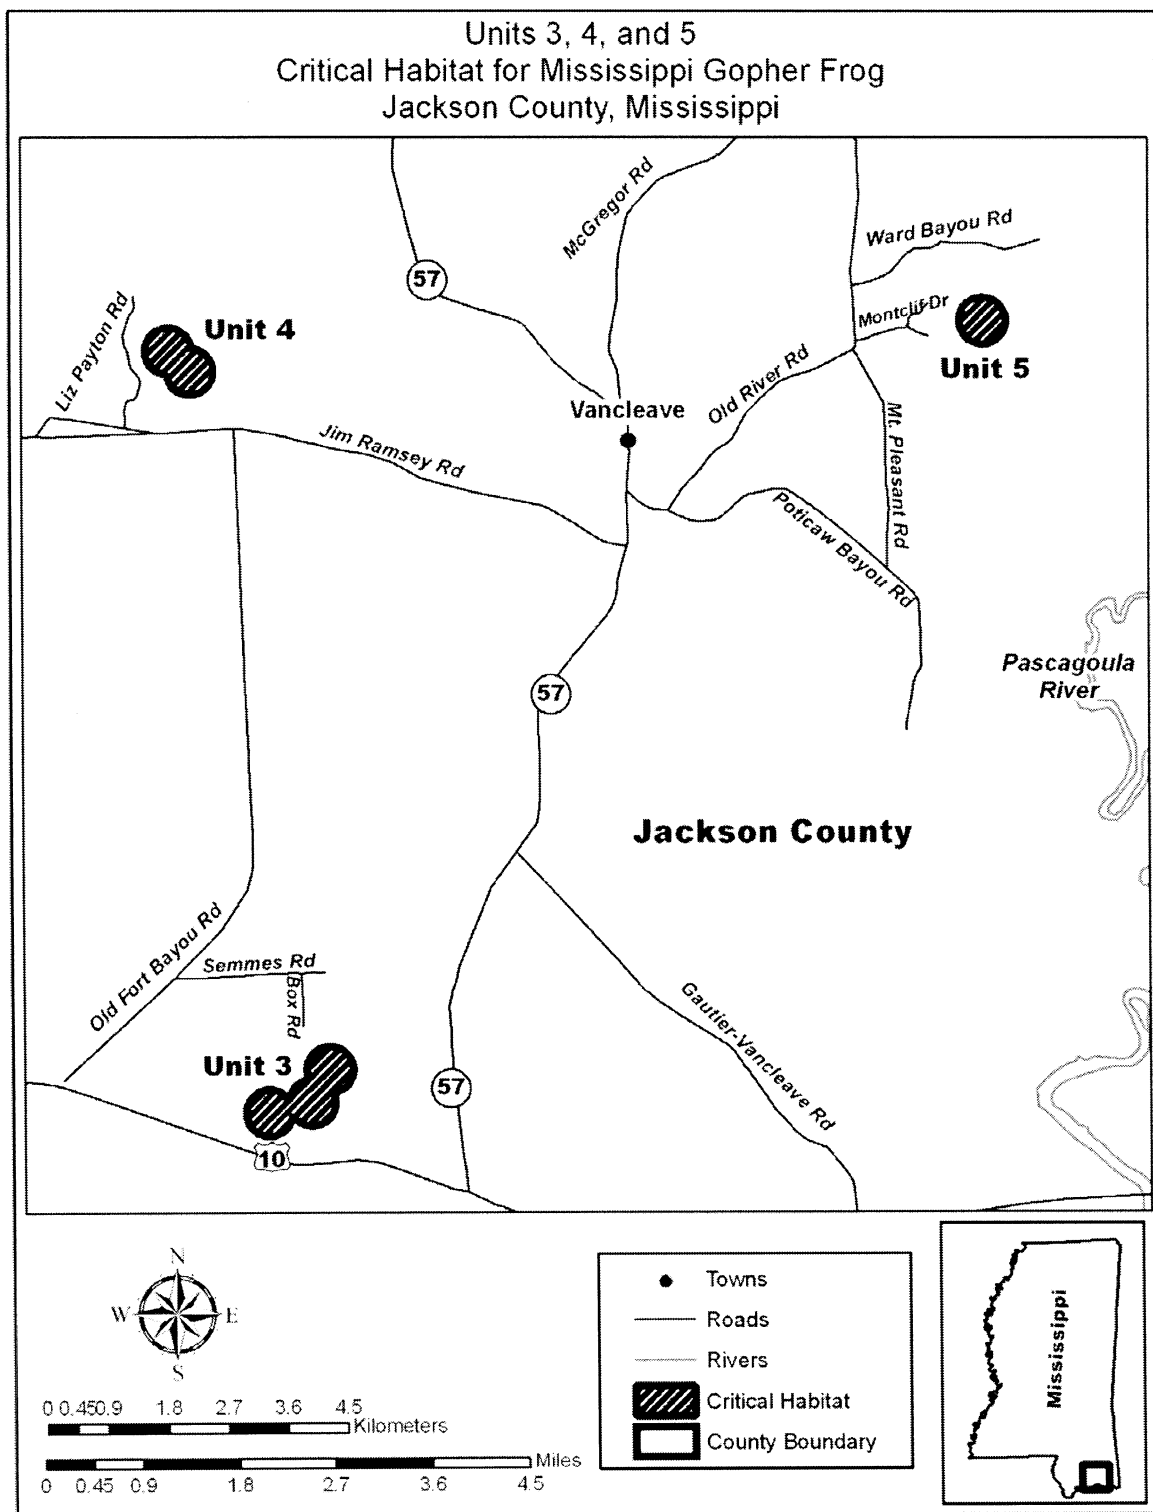 Units 3, 4, and 5
Critical Habitat for Mississippi Gopher Frog
Jackson County, Mississippi
McGregor Rd
Ward Bayou Rd
57
Montclif Dr
Liz Payton Rd
Unit 4
Unit 5
Old River Rd
Vancleave
Jim Ramsey Rd
Mt. Pleasant Rd
Poticaw Bayou Rd
Pascagoula
River
57
Jackson County
Old Fort Bayou Rd
Semmes Rd
Box Rd
Gautier-Vancleave Rd
Unit 3
57
10
N
W E
S
0 0.45 0.9 1.8 2.7 3.6 4.5
Kilometers
Miles
0 0.45 0.9 1.8 2.7 3.6 4.5
Towns
Roads
Rivers
Critical Habitat
County Boundary
Mississippi